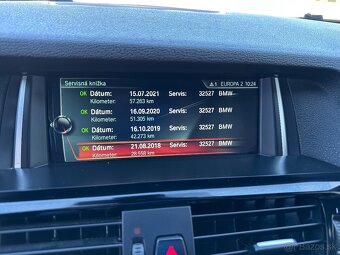 Servisná knižka ⚠1 EUROPA 2 10:24
OK Dátum: 15.07.2021 Servis: 32527 BMW
Kilometer: 57.263 km
OK Dátum: 16.09.2020 Servis: 32527 BMW
Kilometer: 51.305 km
OK Dátum: 16.10.2019 Servis: 32527 BMW
Kilometer: 42.273 km
OK Dátum: 21.08.2018 Servis: 32527 BMW
Kilometer: 28.558 km